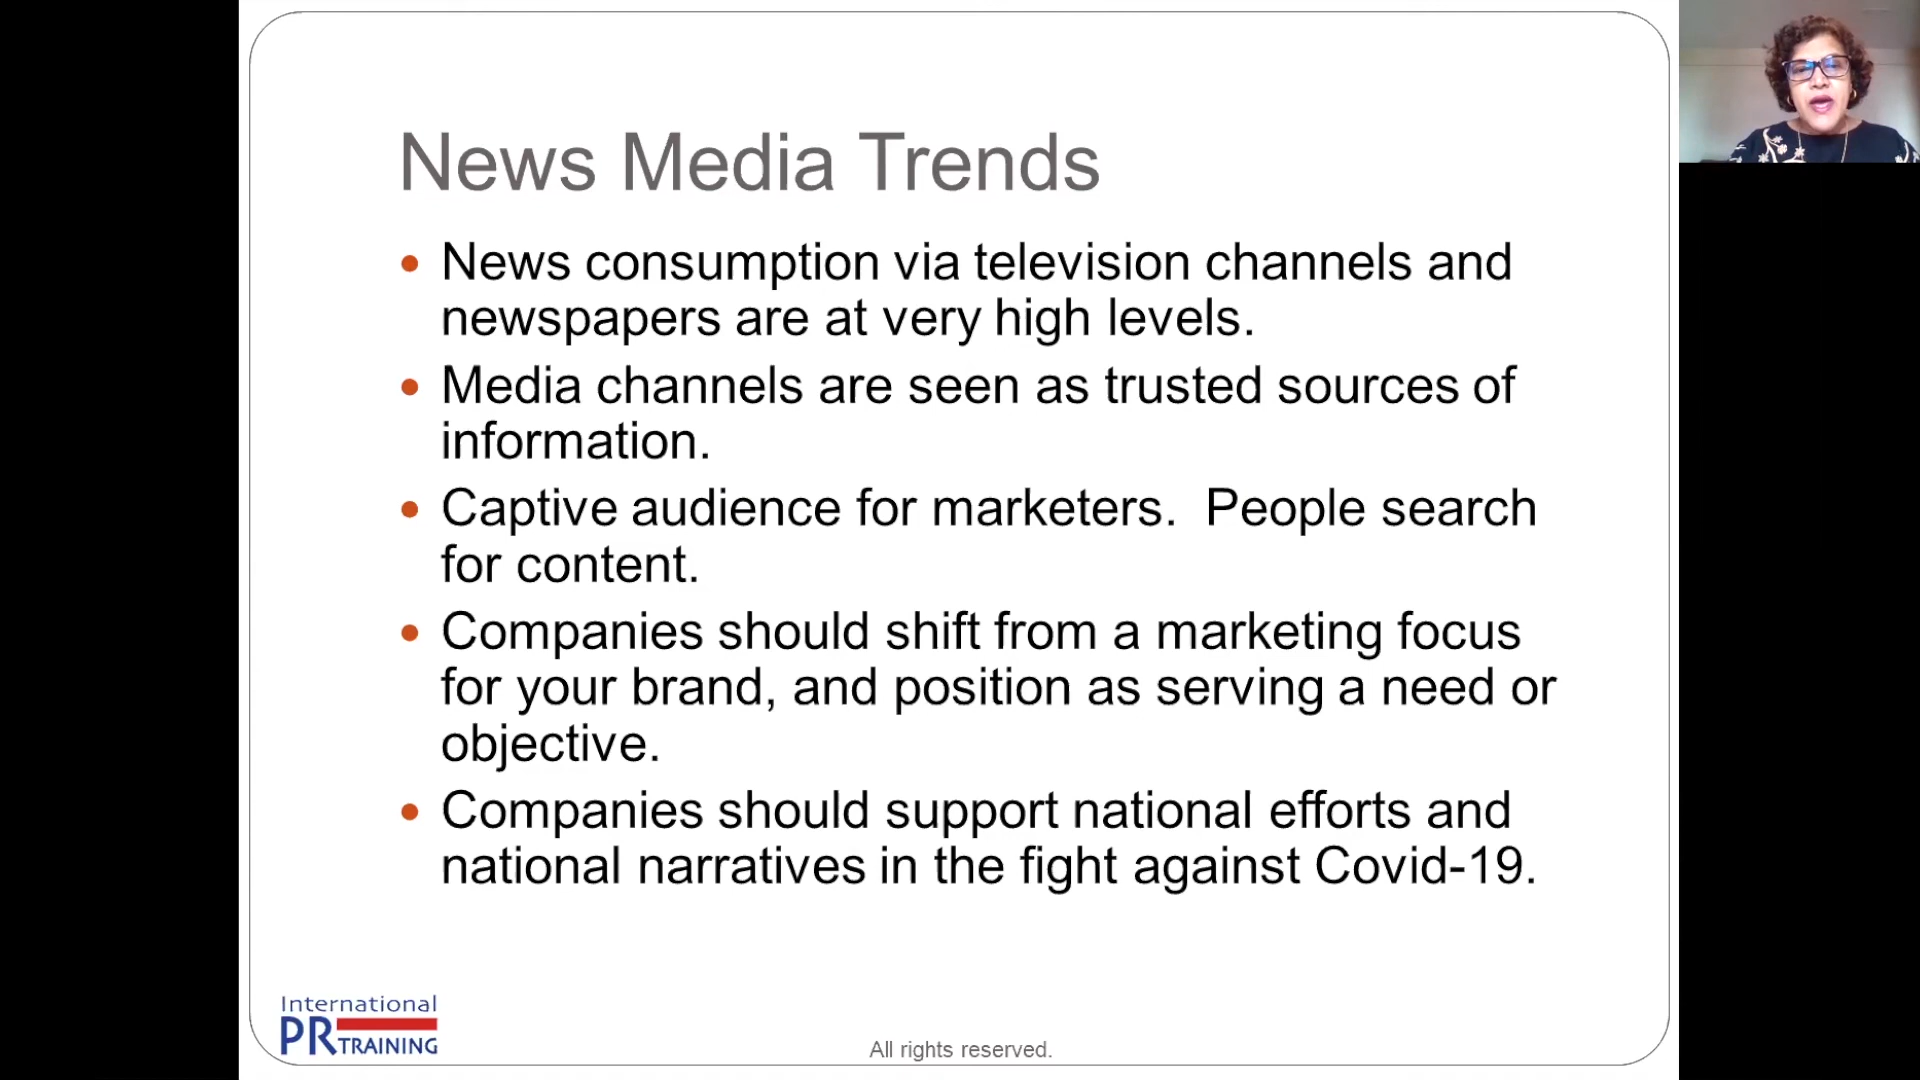 News Media Trends
• News consumption via television channels and
newspapers are at very high levels.
• Media channels are seen as trusted sources of
information.
• Captive audience for marketers.  People search
for content.
• Companies should shift from a marketing focus
for your brand, and position as serving a need or
objective.
• Companies should support national efforts and
national narratives in the fight against Covid-19.
International
PR TRAINING
All rights reserved.